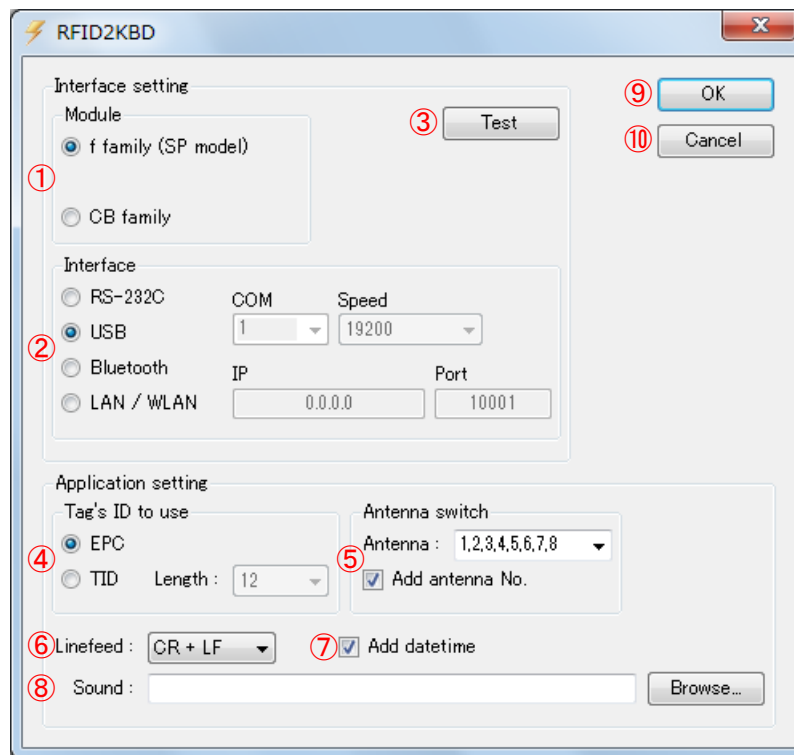 RFID2KBD
Interface setting
Module
③ Test
⑨ OK
⑩ Cancel
① f family (SP model)
CB family
Interface
② RS-232C
USB
Bluetooth
LAN / WLAN
COM Speed
1 19200
IP Port
0.0.0.0 10001
Application setting
Tag's ID to use
④ EPC
TID Length : 12
Antenna switch
⑤ Antenna : 1,2,3,4,5,6,7,8
Add antenna No.
⑥ Linefeed : CR + LF
⑦ Add datetime
⑧ Sound : Browse...